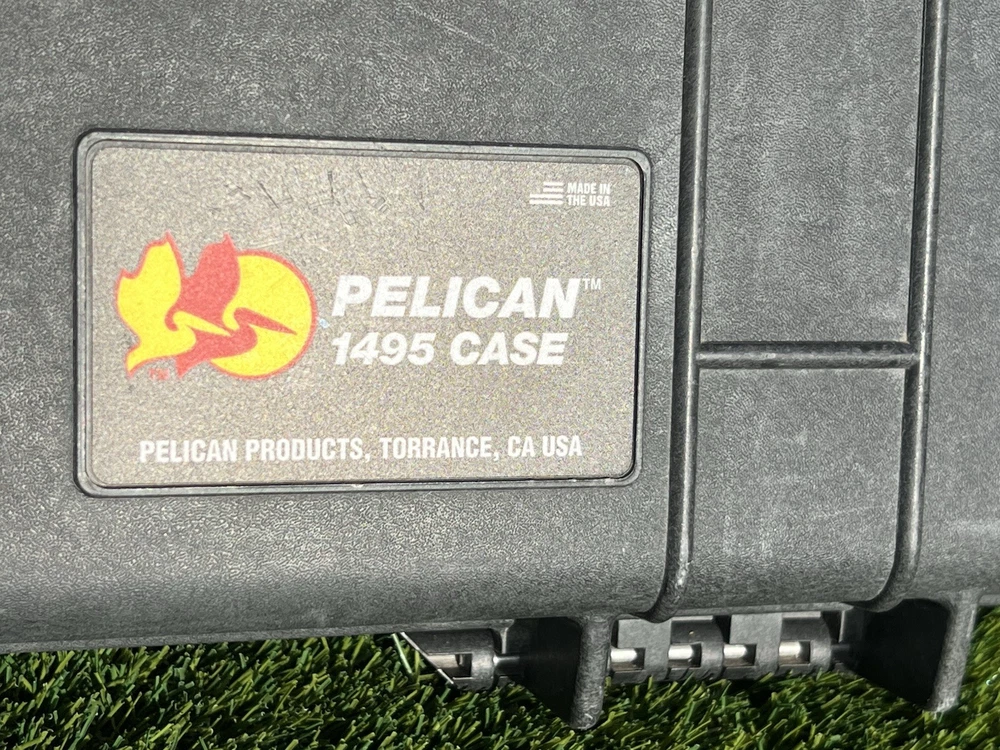 MADE IN
THE USA
PELICAN™
1495 CASE
PELICAN PRODUCTS, TORRANCE, CA USA